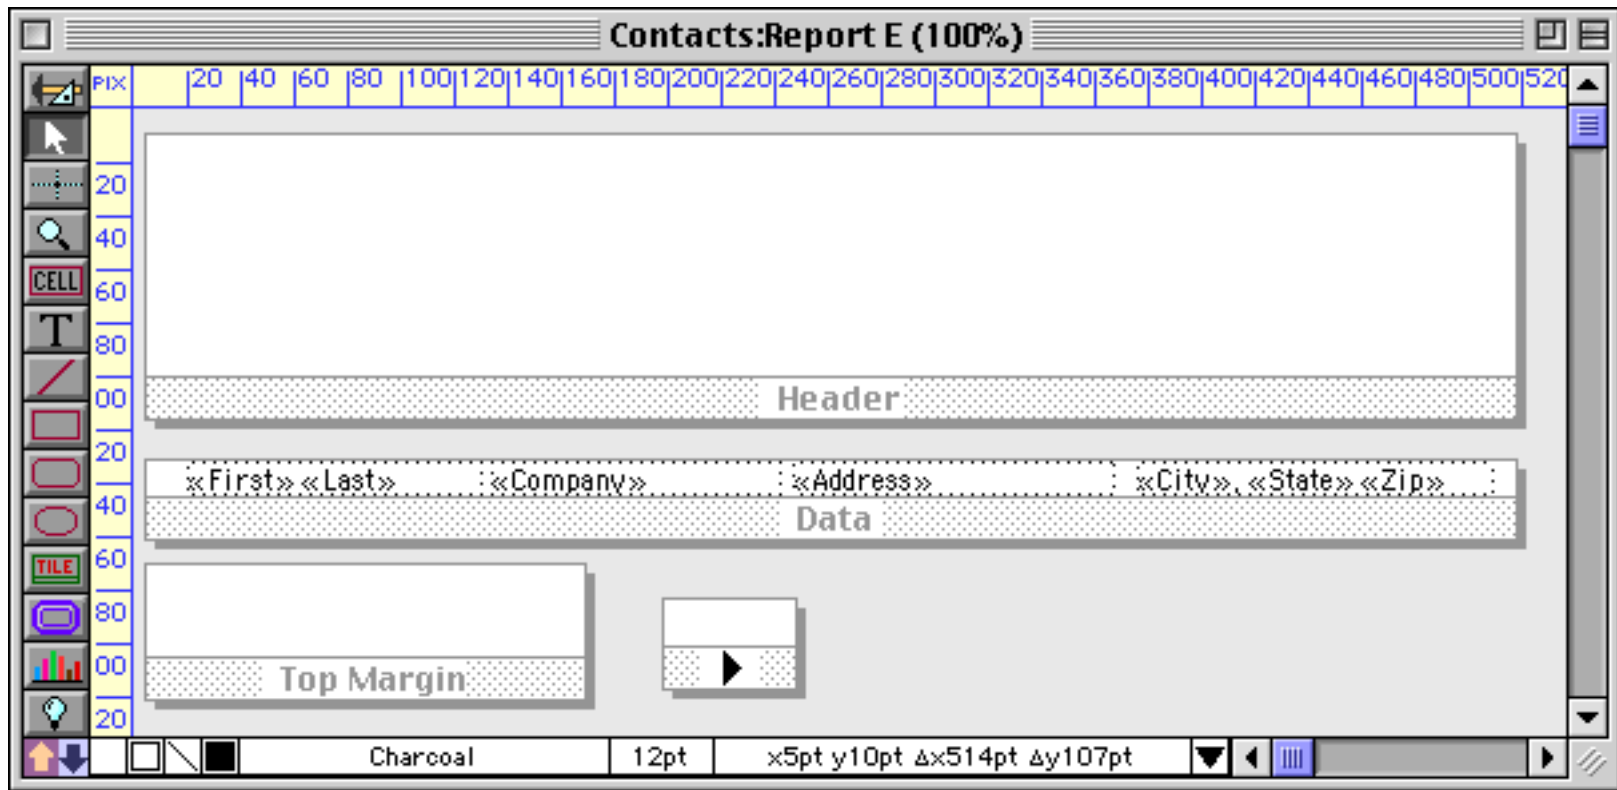 Contacts:Report E (100%)
PIX |20 |40 |60 |80 |100|120|140|160|180|200|220|240|260|280|300|320|340|360|380|400|420|440|460|480|500|520
20
40
CELL
60
T
80
00
Header
20
«First» «Last» «Company» «Address» «City», «State» «Zip»
40
Data
TILE
60
80
00
Top Margin
20
Charcoal 12pt x5pt y10pt Δx514pt Δy107pt